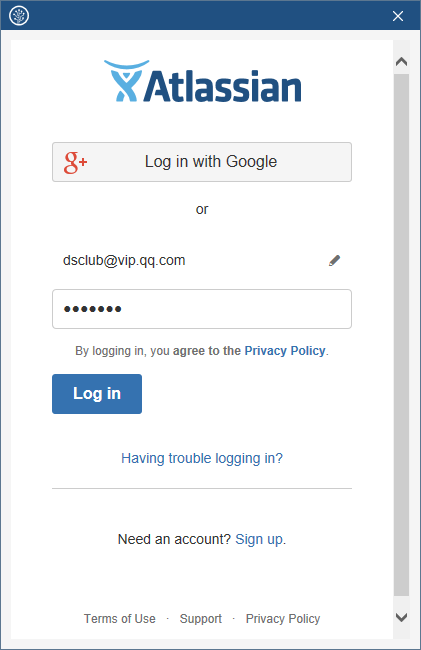 Atlassian
g+ Log in with Google
or
dsclub@vip.qq.com
•••••••
By logging in, you agree to the Privacy Policy.
Log in
Having trouble logging in?
Need an account? Sign up.
Terms of Use · Support · Privacy Policy